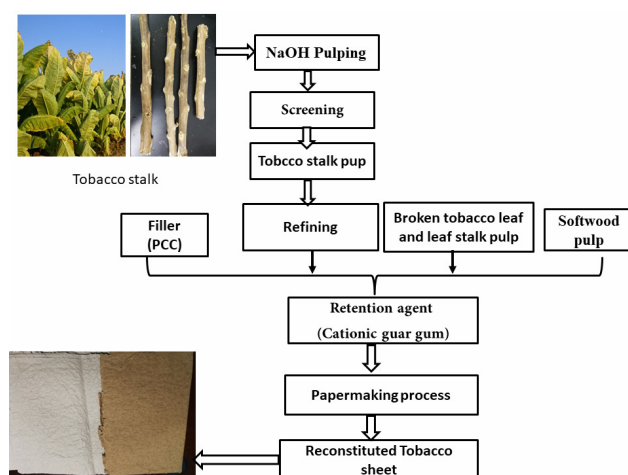 NaOH Pulping
Screening
Tobcco stalk pup
Tobacco stalk
Filler
(PCC)
Refining
Broken tobacco leaf
and leaf stalk pulp
Softwood
pulp
Retention agent
(Cationic guar gum)
Papermaking process
Reconstituted Tobacco
sheet